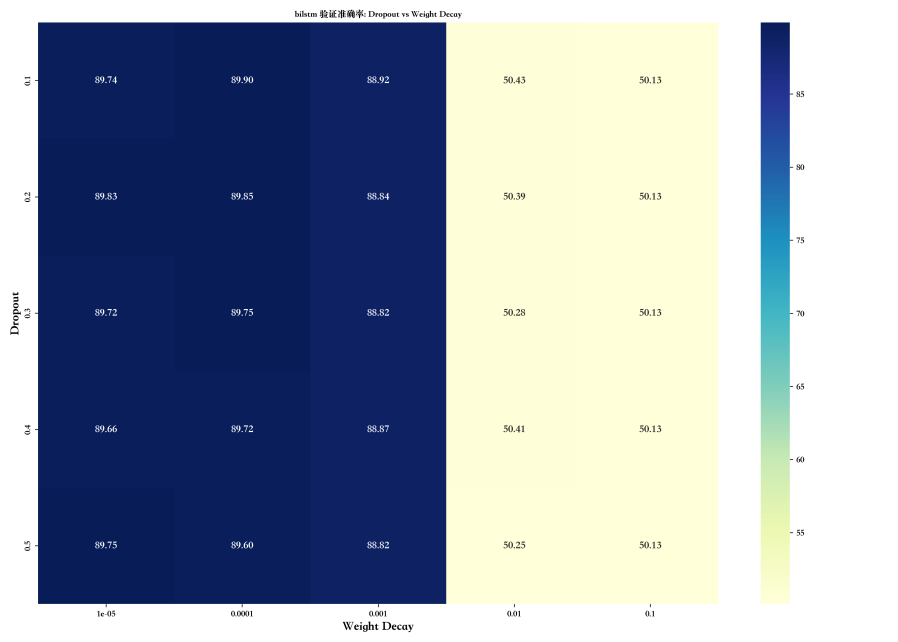 bilstm 验证准确率: Dropout vs Weight Decay
0.1 89.74 89.90 88.92 50.43 50.13
0.2 89.83 89.85 88.84 50.39 50.13
0.3 89.72 89.75 88.82 50.28 50.13
0.4 89.66 89.72 88.87 50.41 50.13
0.5 89.75 89.60 88.82 50.25 50.13
Dropout
1e-05 0.0001 0.001 0.01 0.1
Weight Decay
85
80
75
70
65
60
55